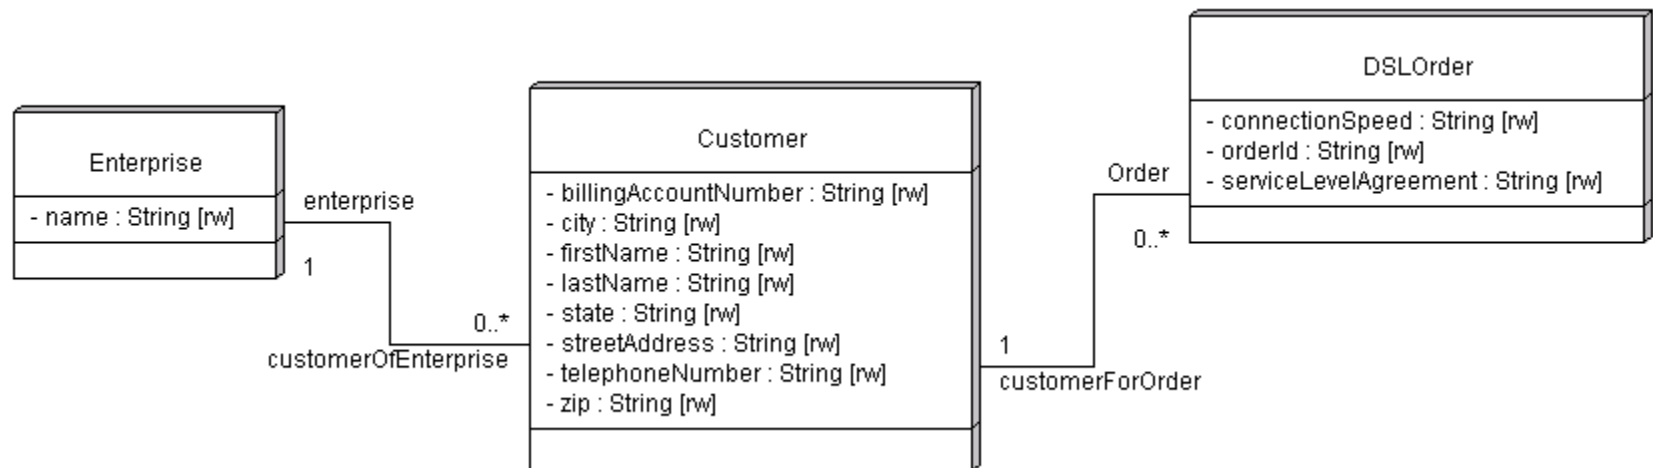 Enterprise
- name : String [rw]
enterprise
1
0..*
customerOfEnterprise
Customer
- billingAccountNumber : String [rw]
- city : String [rw]
- firstName : String [rw]
- lastName : String [rw]
- state : String [rw]
- streetAddress : String [rw]
- telephoneNumber : String [rw]
- zip : String [rw]
1
customerForOrder
Order
0..*
DSLOrder
- connectionSpeed : String [rw]
- orderId : String [rw]
- serviceLevelAgreement : String [rw]